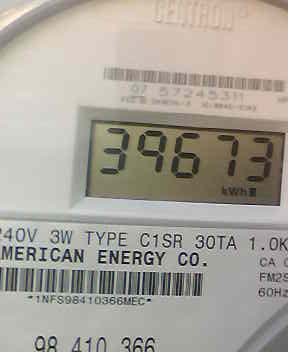 CENTRON®
07 57245311
39673
kWh
240V 3W TYPE C1SR 30TA 1.0K
AMERICAN ENERGY CO.
CA 
FM2S
60Hz
*1NFS98410366MEC*
98 410 366